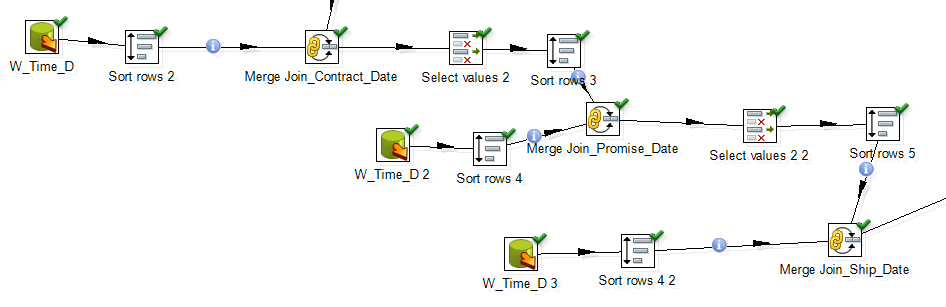 W_Time_D
Sort rows 2
Merge Join_Contract_Date
Select values 2
Sort rows 3
W_Time_D 2
Sort rows 4
Merge Join_Promise_Date
Select values 2 2
Sort rows 5
W_Time_D 3
Sort rows 4 2
Merge Join_Ship_Date